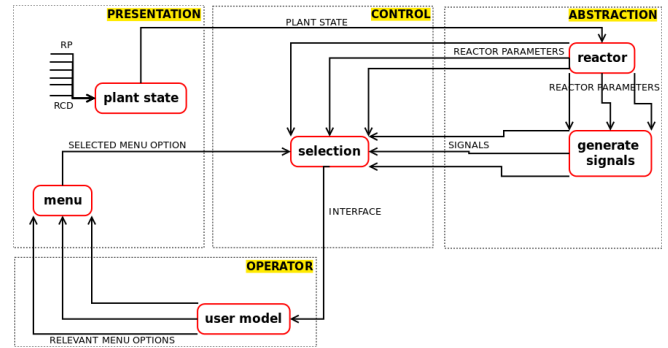 PRESENTATION
CONTROL
ABSTRACTION
PLANT STATE
RP
RCD
plant state
REACTOR PARAMETERS
reactor
REACTOR PARAMETERS
SELECTED MENU OPTION
selection
SIGNALS
generate
signals
menu
INTERFACE
OPERATOR
user model
RELEVANT MENU OPTIONS